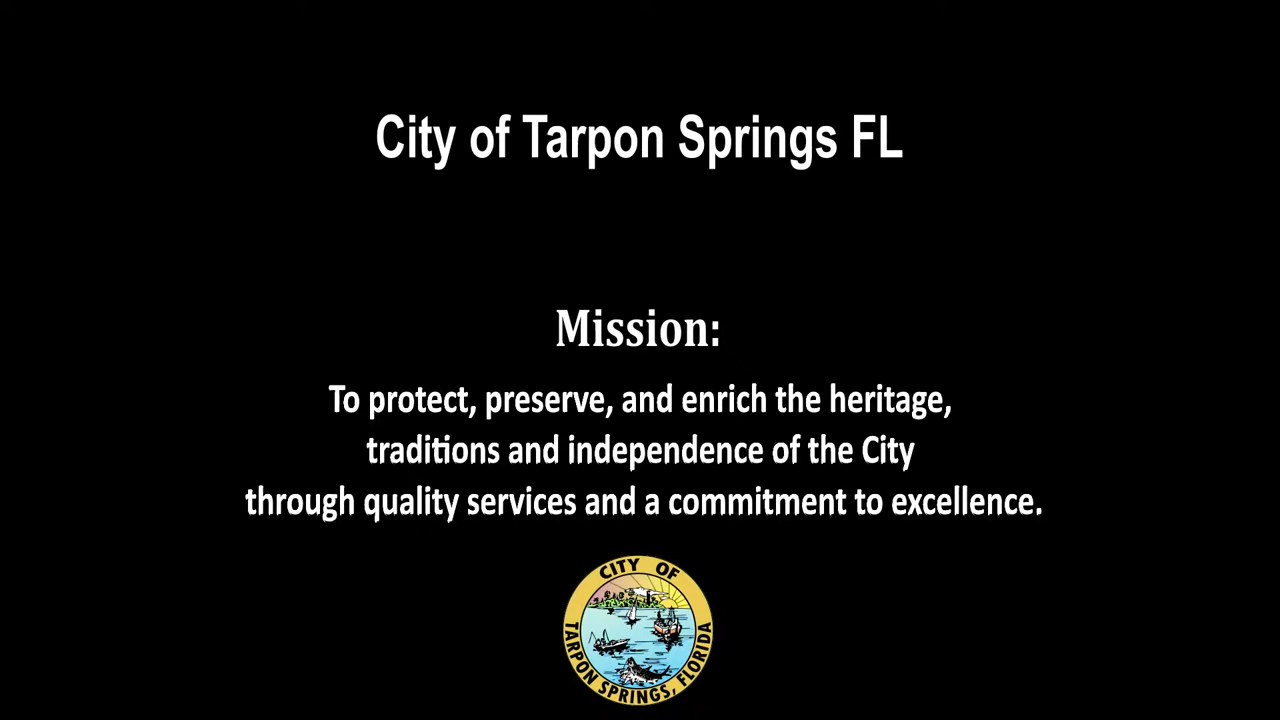 City of Tarpon Springs FL
Mission:
To protect, preserve, and enrich the heritage,
traditions and independence of the City
through quality services and a commitment to excellence.
CITY OF
TARPON SPRINGS, FLORIDA